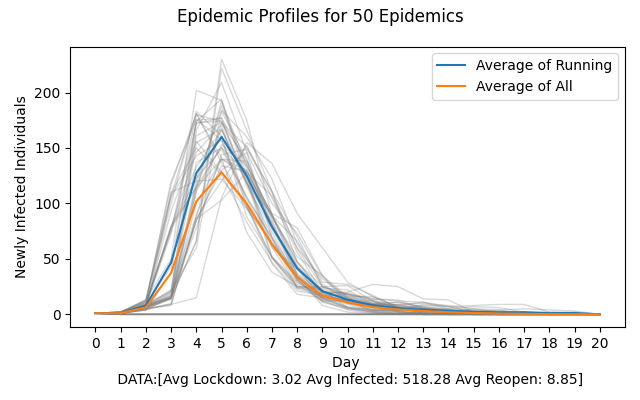 Epidemic Profiles for 50 Epidemics
Average of Running
Average of All
Newly Infected Individuals
200
150
100
50
0
0 1 2 3 4 5 6 7 8 9 10 11 12 13 14 15 16 17 18 19 20
Day
DATA:[Avg Lockdown: 3.02 Avg Infected: 518.28 Avg Reopen: 8.85]